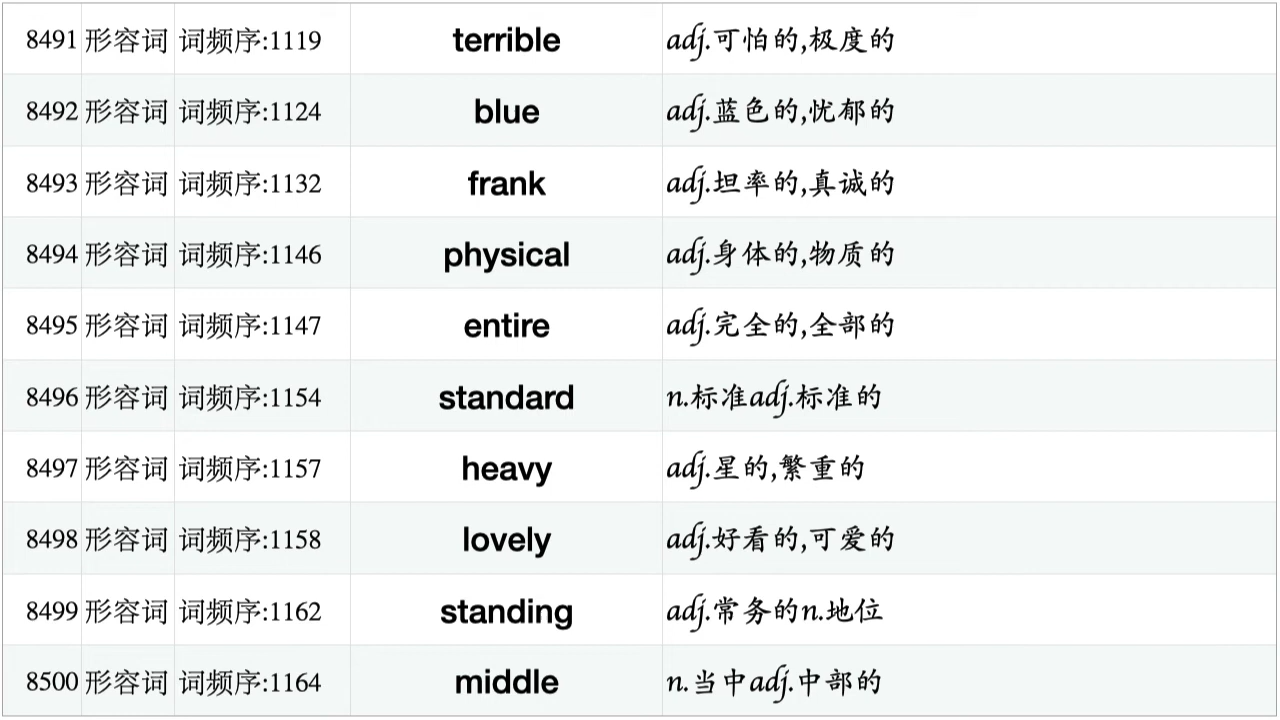 8491 形容词 词频序:1119 terrible adj.可怕的,极度的
8492 形容词 词频序:1124 blue adj.蓝色的,忧郁的
8493 形容词 词频序:1132 frank adj.坦率的,真诚的
8494 形容词 词频序:1146 physical adj.身体的,物质的
8495 形容词 词频序:1147 entire adj.完全的,全部的
8496 形容词 词频序:1154 standard n.标准adj.标准的
8497 形容词 词频序:1157 heavy adj.星的,繁重的
8498 形容词 词频序:1158 lovely adj.好看的,可爱的
8499 形容词 词频序:1162 standing adj.常务的n.地位
8500 形容词 词频序:1164 middle n.当中adj.中部的